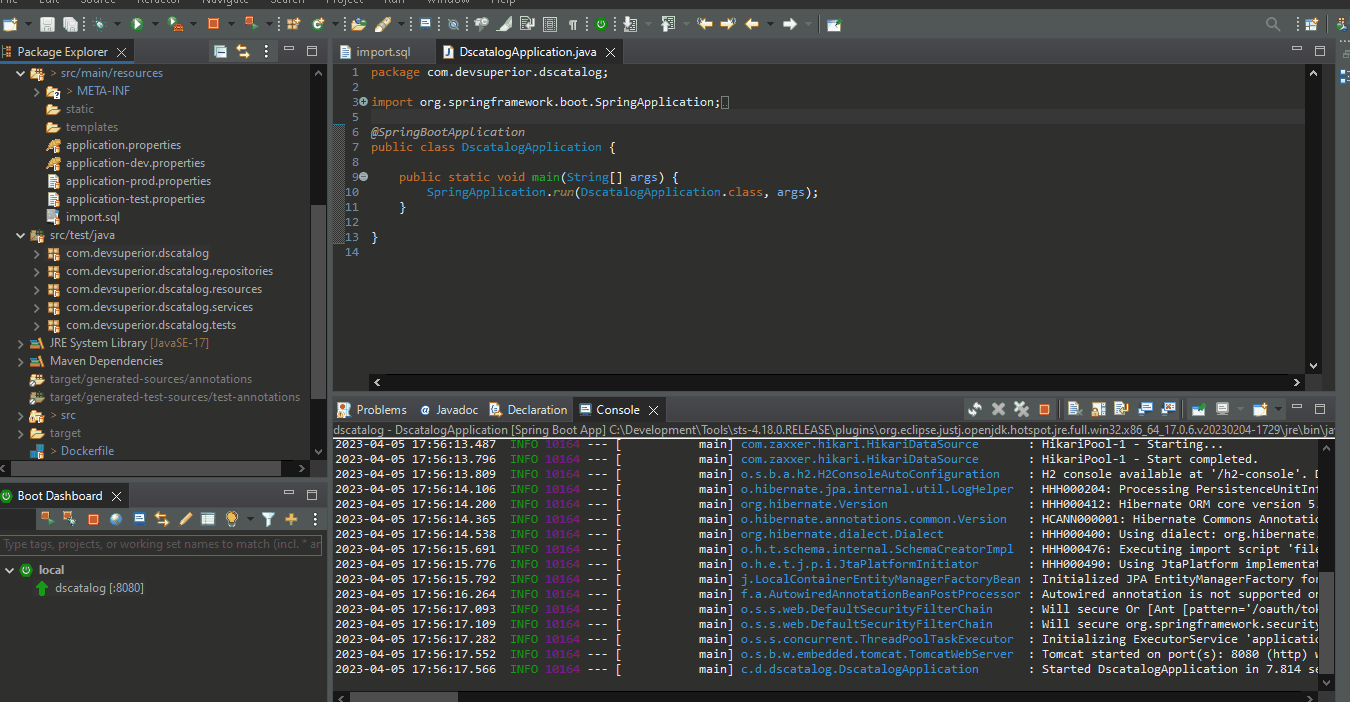 File Edit Source Refactor Navigate Search Project Run Window Help
Package Explorer
> src/main/resources
> META-INF
static
templates
application.properties
application-dev.properties
application-prod.properties
application-test.properties
import.sql
src/test/java
com.devsuperior.dscatalog
com.devsuperior.dscatalog.repositories
com.devsuperior.dscatalog.resources
com.devsuperior.dscatalog.services
com.devsuperior.dscatalog.tests
JRE System Library [JavaSE-17]
Maven Dependencies
target/generated-sources/annotations
target/generated-test-sources/test-annotations
> src
target
> Dockerfile
Boot Dashboard
Type tags, projects, or working set names to match (incl. * an
local
dscatalog [:8080]
import.sql
DscatalogApplication.java
1 package com.devsuperior.dscatalog;
2
3 import org.springframework.boot.SpringApplication;
5
6 @SpringBootApplication
7 public class DscatalogApplication {
8
9 public static void main(String[] args) {
10 SpringApplication.run(DscatalogApplication.class, args);
11 }
12
13 }
14
Problems Javadoc Declaration Console
dscatalog - DscatalogApplication [Spring Boot App] C:\Development\Tools\sts-4.18.0.RELEASE\plugins\org.eclipse.justj.openjdk.hotspot.jre.full.win32.x86_64_17.0.6.v20230204-1729\jre\bin\jav
2023-04-05 17:56:13.487 INFO 10164 --- [ main] com.zaxxer.hikari.HikariDataSource : HikariPool-1 - Starting...
2023-04-05 17:56:13.796 INFO 10164 --- [ main] com.zaxxer.hikari.HikariDataSource : HikariPool-1 - Start completed.
2023-04-05 17:56:13.809 INFO 10164 --- [ main] o.s.b.a.h2.H2ConsoleAutoConfiguration : H2 console available at '/h2-console'. D
2023-04-05 17:56:14.106 INFO 10164 --- [ main] o.hibernate.jpa.internal.util.LogHelper : HHH000204: Processing PersistenceUnitInf
2023-04-05 17:56:14.200 INFO 10164 --- [ main] org.hibernate.Version : HHH000412: Hibernate ORM core version 5.
2023-04-05 17:56:14.365 INFO 10164 --- [ main] o.hibernate.annotations.common.Version : HCANN000001: Hibernate Commons Annotatio
2023-04-05 17:56:14.538 INFO 10164 --- [ main] org.hibernate.dialect.Dialect : HHH000400: Using dialect: org.hibernate.
2023-04-05 17:56:15.691 INFO 10164 --- [ main] o.h.t.schema.internal.SchemaCreatorImpl : HHH000476: Executing import script 'file
2023-04-05 17:56:15.776 INFO 10164 --- [ main] o.h.e.t.j.p.i.JtaPlatformInitiator : HHH000490: Using JtaPlatform implementat
2023-04-05 17:56:15.792 INFO 10164 --- [ main] j.LocalContainerEntityManagerFactoryBean : Initialized JPA EntityManagerFactory for
2023-04-05 17:56:16.264 INFO 10164 --- [ main] f.a.AutowiredAnnotationBeanPostProcessor : Autowired annotation is not supported on
2023-04-05 17:56:17.093 INFO 10164 --- [ main] o.s.s.web.DefaultSecurityFilterChain : Will secure Or [Ant [pattern='/oauth/tok
2023-04-05 17:56:17.109 INFO 10164 --- [ main] o.s.s.web.DefaultSecurityFilterChain : Will secure org.springframework.security
2023-04-05 17:56:17.282 INFO 10164 --- [ main] o.s.s.concurrent.ThreadPoolTaskExecutor : Initializing ExecutorService 'applicatio
2023-04-05 17:56:17.552 INFO 10164 --- [ main] o.s.b.w.embedded.tomcat.TomcatWebServer : Tomcat started on port(s): 8080 (http) w
2023-04-05 17:56:17.566 INFO 10164 --- [ main] c.d.dscatalog.DscatalogApplication : Started DscatalogApplication in 7.814 se